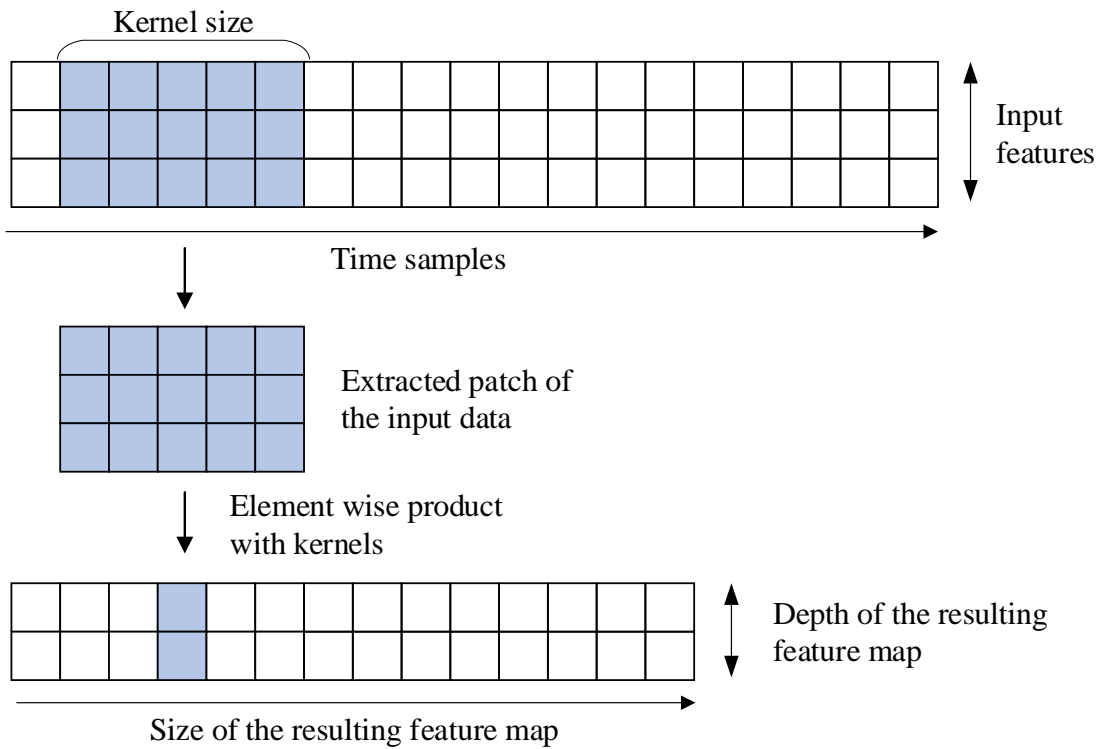 Kernel size
Input
features
Time samples
Extracted patch of
the input data
Element wise product
with kernels
Depth of the resulting
feature map
Size of the resulting feature map